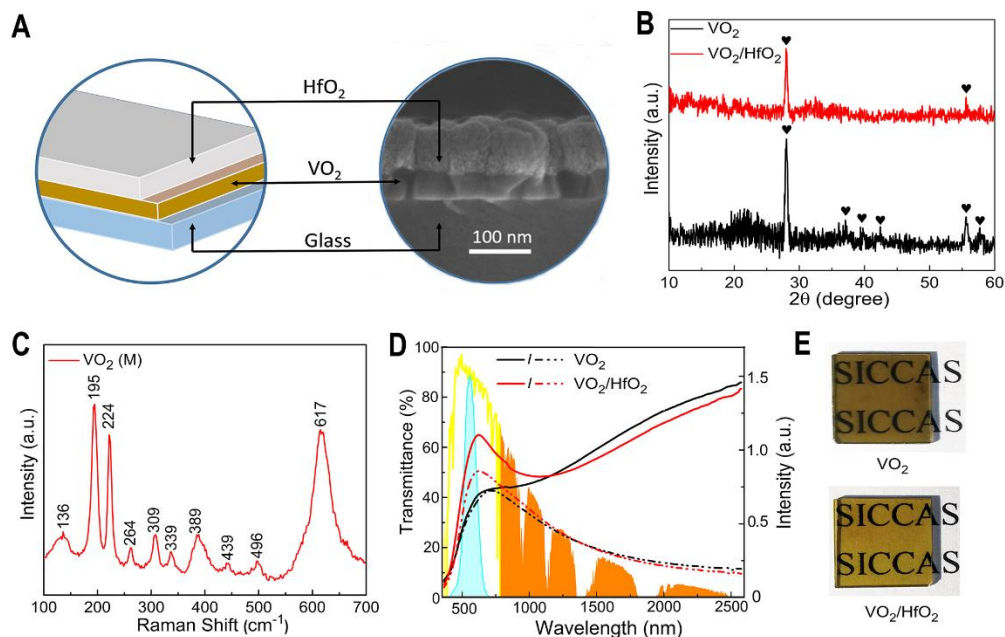 A
HfO2
VO2
Glass
100 nm
B
VO2
VO2/HfO2
♥
♥
♥
♥
♥
♥
♥
♥
Intensity (a.u.)
10 20 30 40 50 60
2θ (degree)
C
VO2 (M)
136
195
224
264
309
339
389
439
496
617
Intensity (a.u.)
100 200 300 400 500 600 700
Raman Shift (cm-1)
D
/ VO2
/ VO2/HfO2
100
80
60
40
20
0
Transmittance (%)
1.5
1.0
0.5
0
Intensity (a.u.)
500 1000 1500 2000 2500
Wavelength (nm)
E
SICCAS
SICCAS
VO2
SICCAS
SICCAS
VO2/HfO2